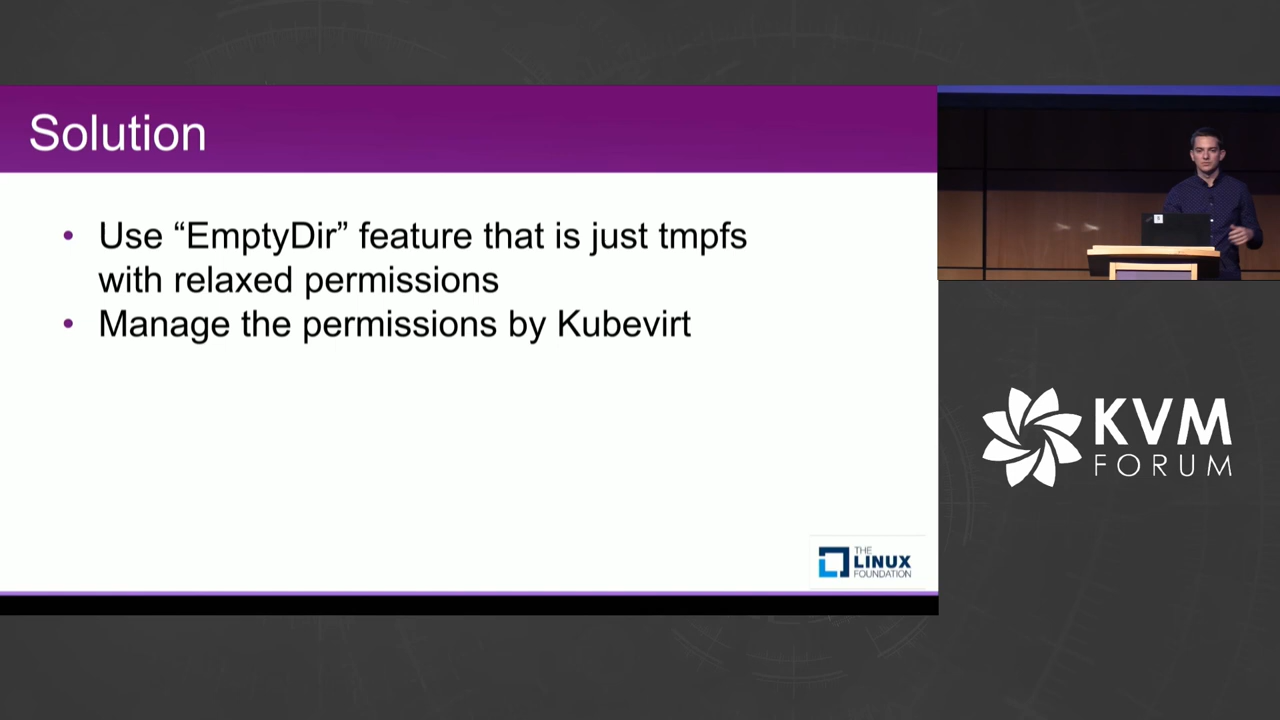 Solution
• Use “EmptyDir” feature that is just tmpfs
with relaxed permissions
• Manage the permissions by Kubevirt
THE
LINUX
FOUNDATION
KVM
FORUM